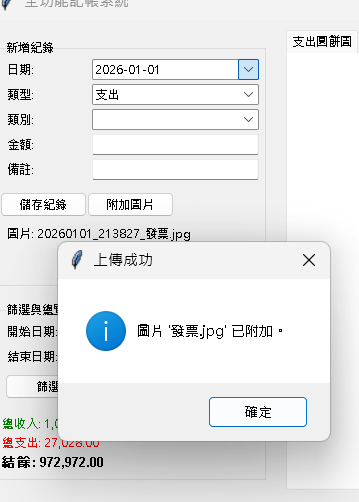 全功能記帳系統
新增紀錄
支出圓餅圖
日期:
2026-01-01
類型:
支出
類別:
金額:
備註:
儲存紀錄
附加圖片
圖片: 20260101_213827_發票.jpg
上傳成功
圖片 '發票.jpg' 已附加。
確定
篩選與總
開始日期:
結束日期:
篩選
總收入: 1,0
總支出: 27,028.00
結餘: 972,972.00